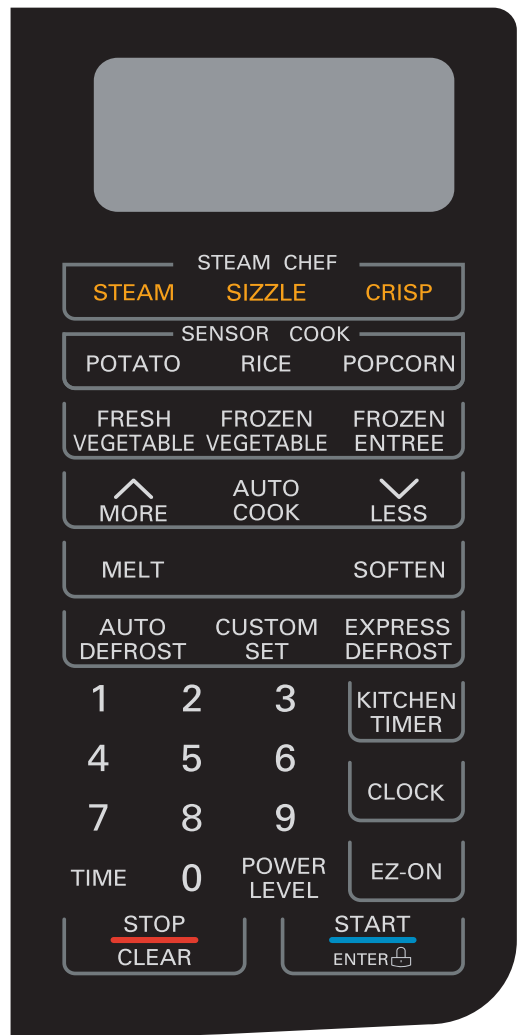 STEAM CHEF
STEAM SIZZLE CRISP
SENSOR COOK
POTATO RICE POPCORN
FRESH FROZEN FROZEN
VEGETABLE VEGETABLE ENTREE
MORE AUTO COOK LESS
MELT SOFTEN
AUTO CUSTOM EXPRESS
DEFROST SET DEFROST
1 2 3
KITCHEN
TIMER
4 5 6
CLOCK
7 8 9
TIME 0 POWER
LEVEL
EZ-ON
STOP
CLEAR
START
ENTER